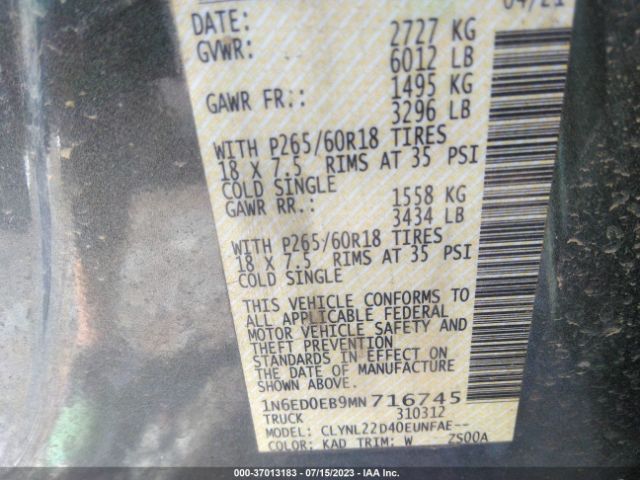 DATE: 04/21
GVWR: 2727 KG
6012 LB
GAWR FR:: 1495 KG
3296 LB
WITH P265/60R18 TIRES
18 X 7.5 RIMS AT 35 PSI
COLD SINGLE
GAWR RR.: 1558 KG
3434 LB
WITH P265/60R18 TIRES
18 X 7.5 RIMS AT 35 PSI
COLD SINGLE
THIS VEHICLE CONFORMS TO
ALL APPLICABLE FEDERAL
MOTOR VEHICLE SAFETY AND
THEFT PREVENTION
STANDARDS IN EFFECT ON
THE DATE OF MANUFACTURE
SHOWN ABOVE.
1N6ED0EB9MN716745
TRUCK 310312
MODEL: CLYNL22D40EUNFAE--
COLOR: KAD TRIM: W ZS00A
000-37013183 - 07/15/2023 - IAA Inc.